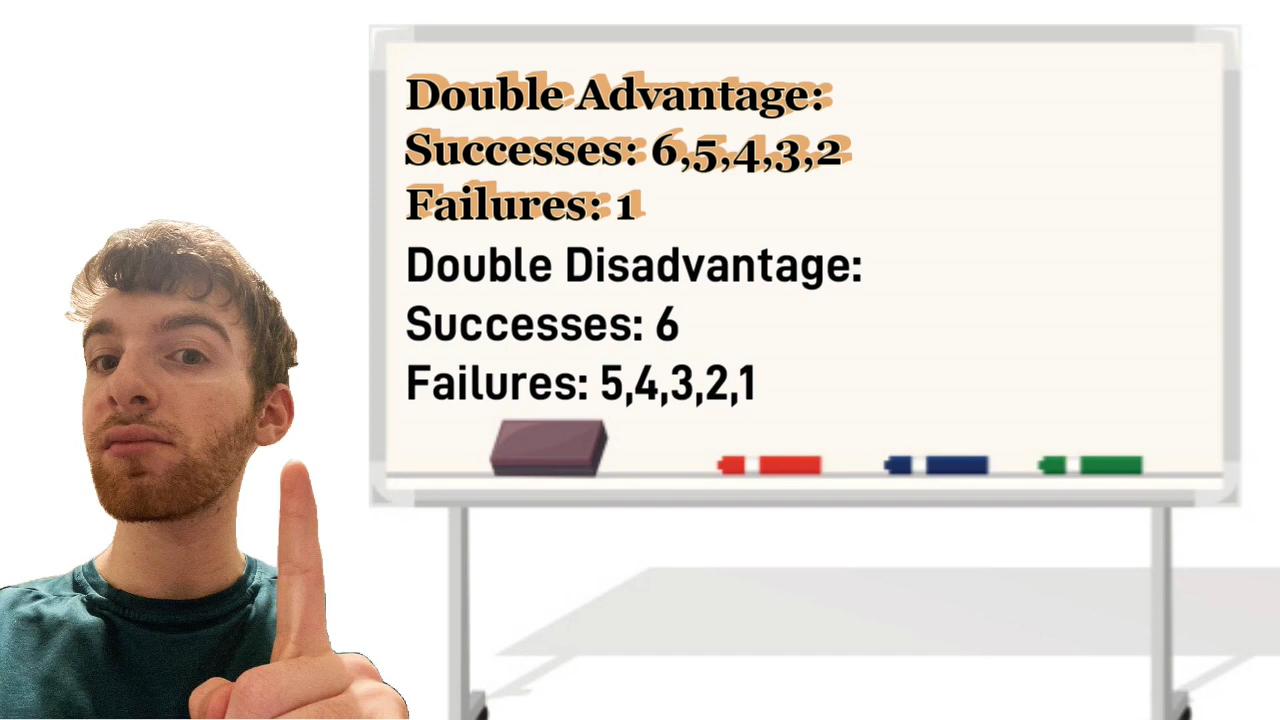 Double Advantage:
Successes: 6,5,4,3,2
Failures: 1
Double Disadvantage:
Successes: 6
Failures: 5,4,3,2,1